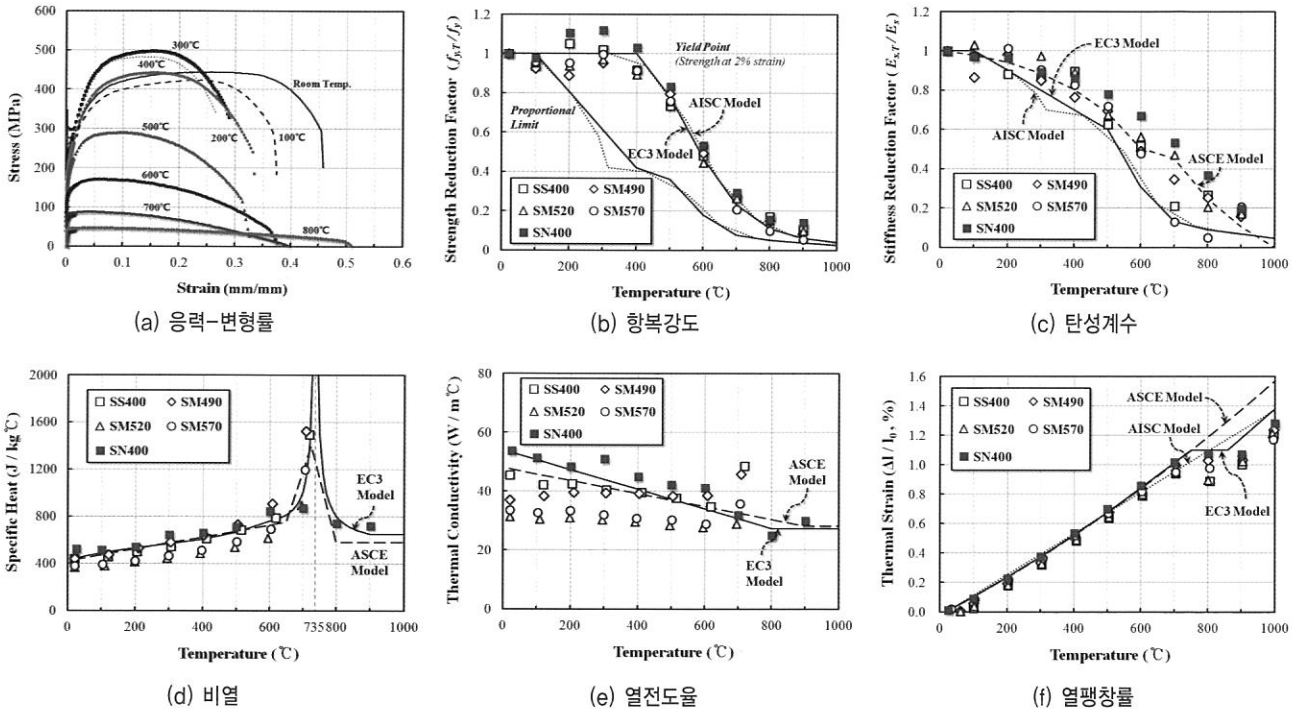 600
500
400
300
200
100
0
0
0.1
0.2
0.3
0.4
0.5
0.6
Stress (MPa)
Strain (mm/mm)
300℃
400℃
Room Temp.
500℃
200℃
100℃
600℃
700℃
800℃
(a) 응력-변형률
1.4
1.2
1.0
0.8
0.6
0.4
0.2
0
0
200
400
600
800
1000
Strength Reduction Factor (fy,T / fy)
Temperature (℃)
Yield Point
(Strength at 2% strain)
Proportional
Limit
AISC Model
EC3 Model
SS400
SM490
SM520
SM570
SN400
(b) 항복강도
1.2
1
0.8
0.6
0.4
0.2
0
0
200
400
600
800
1000
Stiffness Reduction Factor (Es,T / Es)
Temperature (℃)
EC3 Model
AISC Model
ASCE Model
SS400
SM490
SM520
SM570
SN400
(c) 탄성계수
2000
1600
1200
800
400
0
0
200
400
600
735
800
1000
Specific Heat (J / kg℃)
Temperature (℃)
SS400
SM490
SM520
SM570
SN400
EC3
Model
ASCE
Model
(d) 비열
80
60
40
20
0
0
200
400
600
800
1000
Thermal Conductivity (W / m℃)
Temperature (℃)
SS400
SM490
SM520
SM570
SN400
ASCE
Model
EC3
Model
(e) 열전도율
1.6
1.4
1.2
1.0
0.8
0.6
0.4
0.2
0.0
0
200
400
600
800
1000
Thermal Strain (Δl / l0 , %)
Temperature (℃)
SS400
SM490
SM520
SM570
SN400
ASCE Model
AISC Model
EC3 Model
(f) 열팽창률